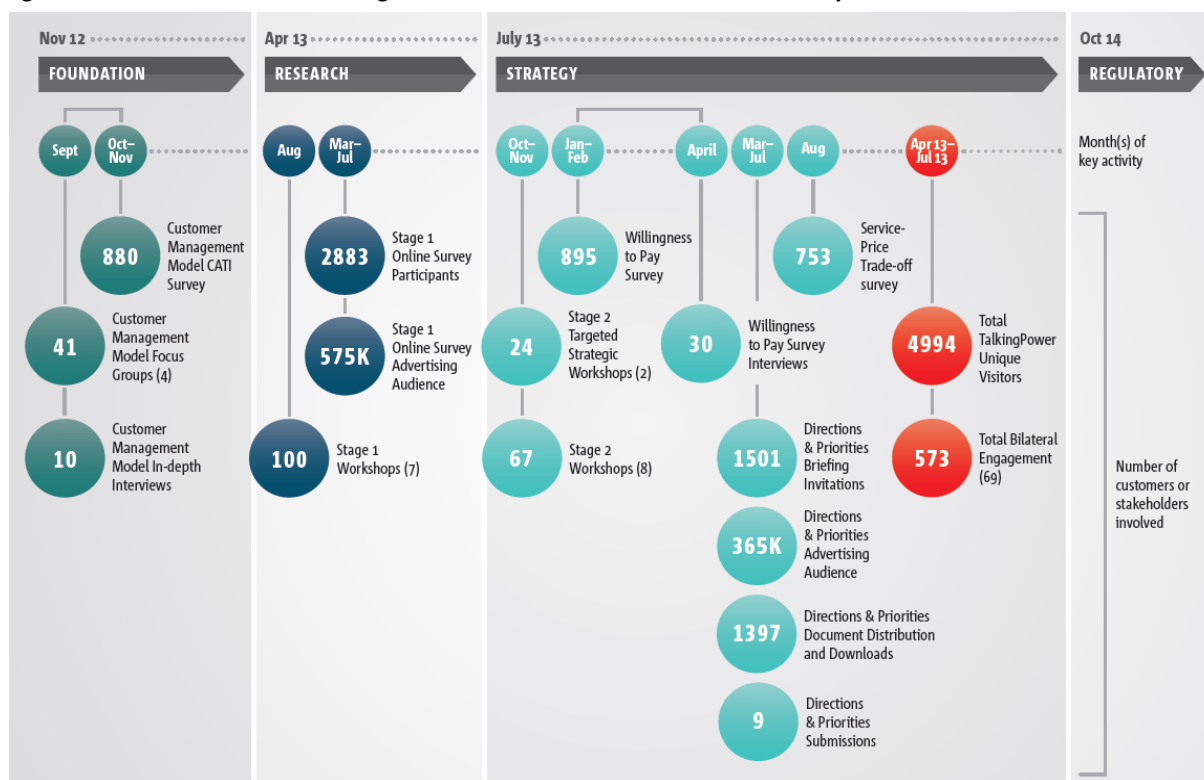 Nov 12
FOUNDATION
Sept
Oct–
Nov
880
Customer
Management
Model CATI
Survey
41
Customer
Management
Model Focus
Groups (4)
10
Customer
Management
Model In-depth
Interviews
Apr 13
RESEARCH
Aug
Mar–
Jul
2883
Stage 1
Online Survey
Participants
575K
Stage 1
Online Survey
Advertising
Audience
100
Stage 1
Workshops (7)
July 13
STRATEGY
Oct–
Nov
Jan–
Feb
April
Mar–
Jul
Aug
Apr 13–
Jul 13
895
Willingness
to Pay
Survey
753
Service-
Price
Trade-off
survey
24
Stage 2
Targeted
Strategic
Workshops (2)
30
Willingness
to Pay Survey
Interviews
4994
Total
TalkingPower
Unique
Visitors
67
Stage 2
Workshops (8)
1501
Directions
& Priorities
Briefing
Invitations
573
Total Bilateral
Engagement
(69)
365K
Directions
& Priorities
Advertising
Audience
1397
Directions & Priorities
Document Distribution
and Downloads
9
Directions
& Priorities
Submissions
Oct 14
REGULATORY
Month(s) of
key activity
Number of
customers or
stakeholders
involved